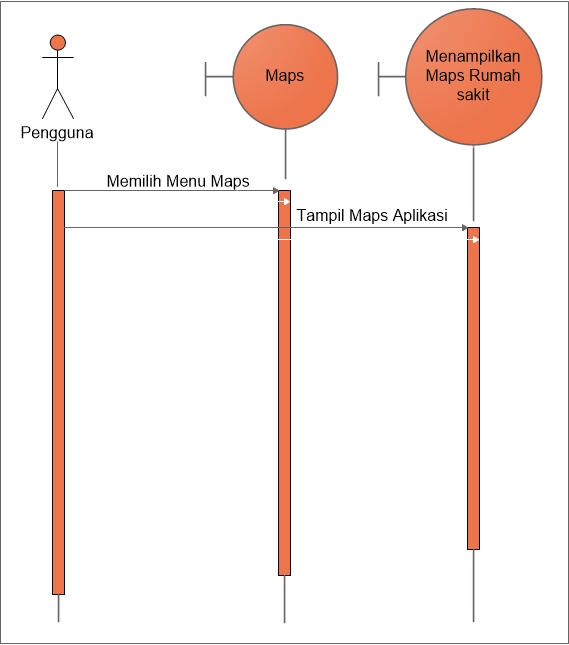 Pengguna
Maps
Menampilkan
Maps Rumah
sakit
Memilih Menu Maps
Tampil Maps Aplikasi